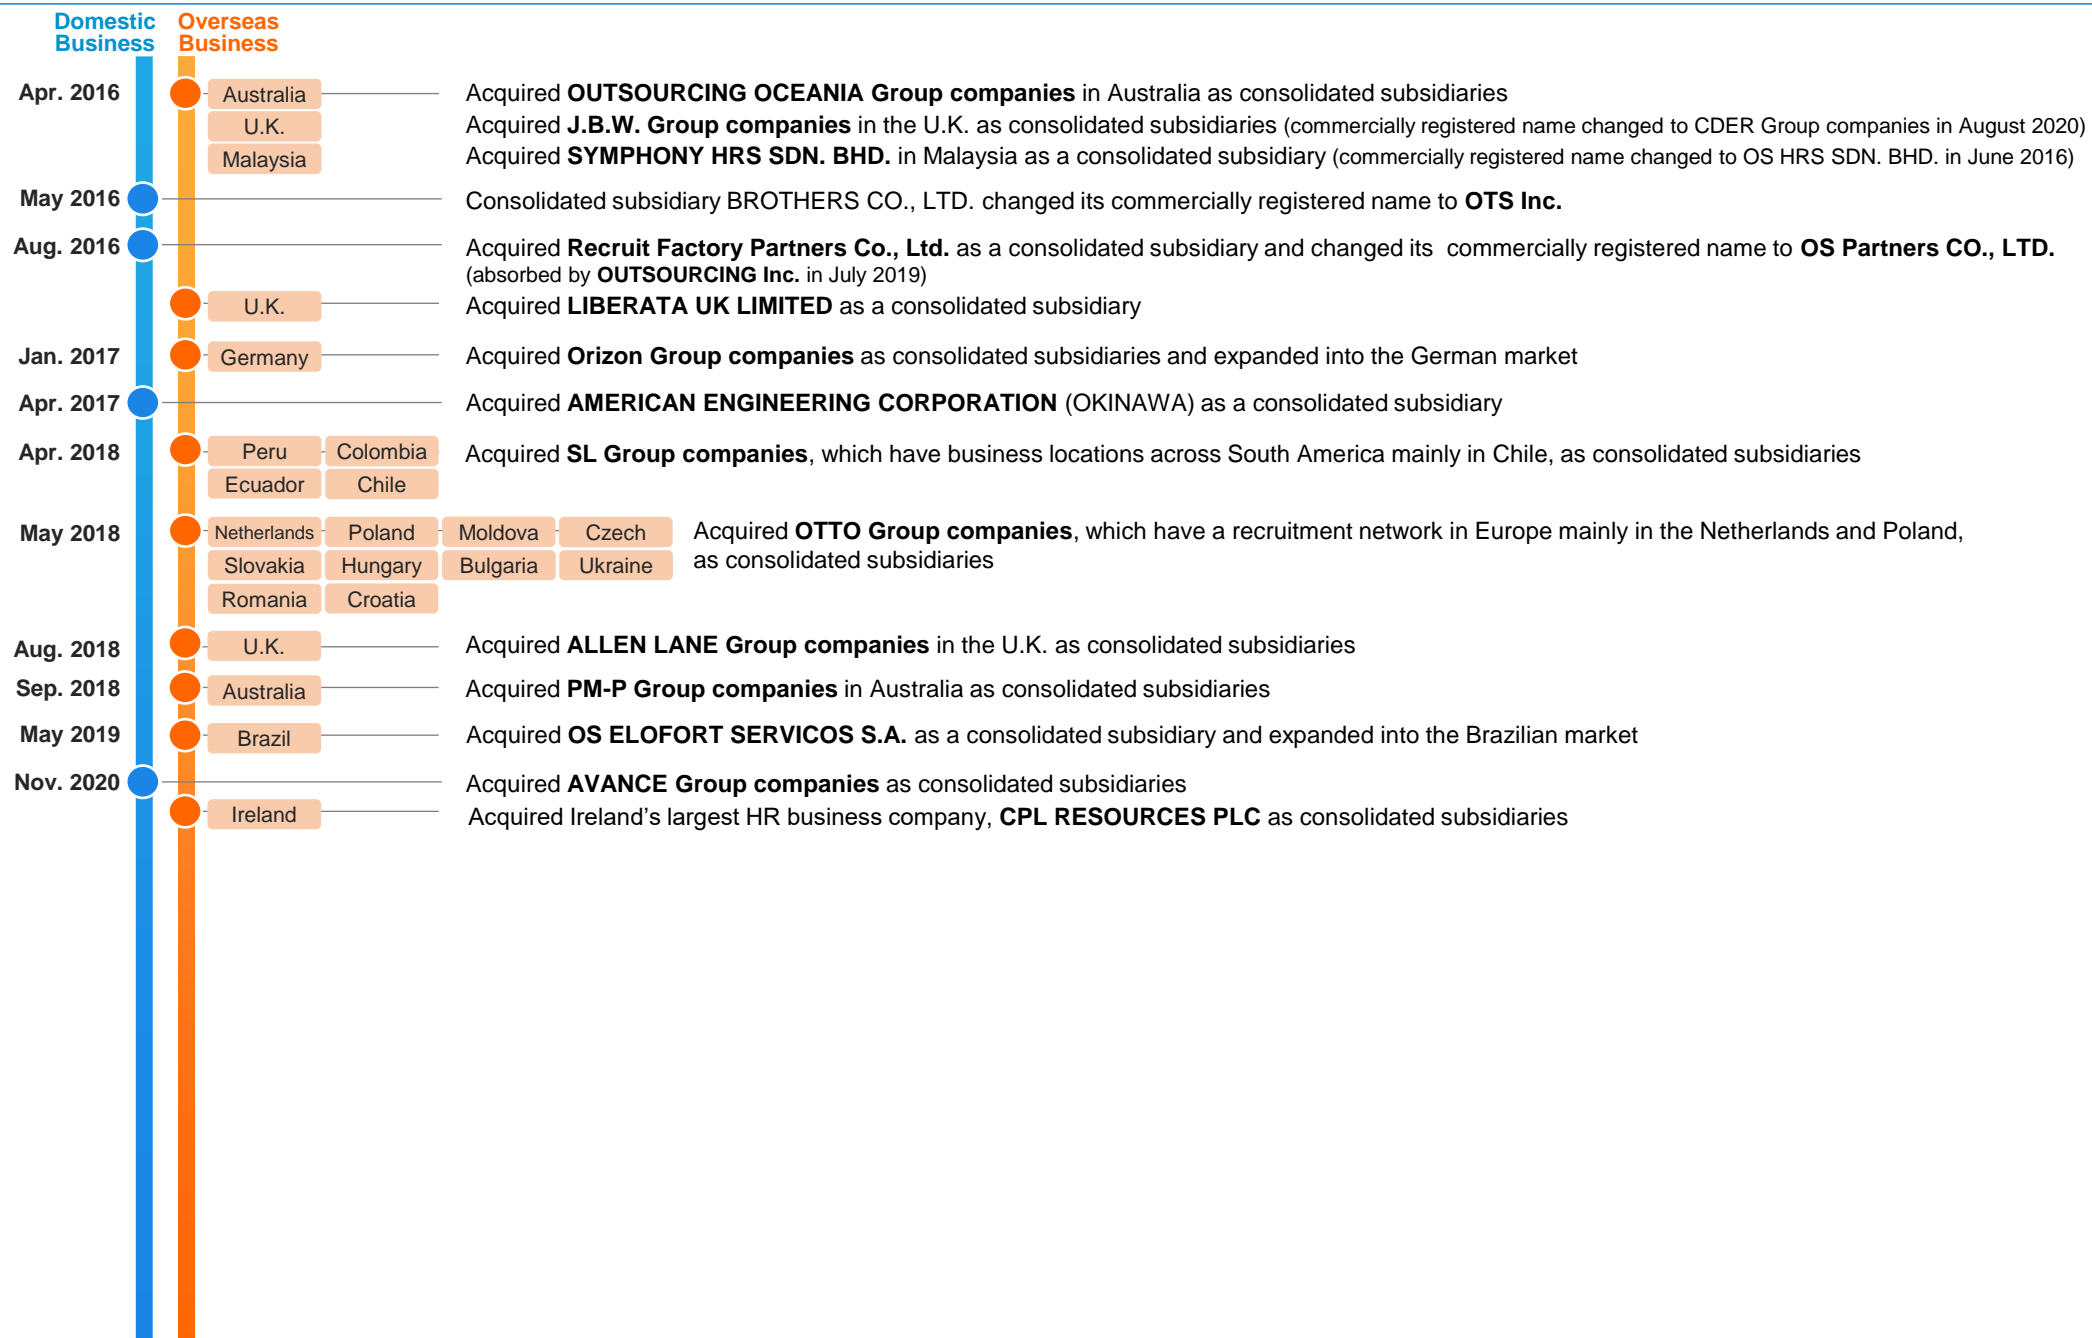 Domestic Business
Overseas Business
Apr. 2016
Australia
Acquired OUTSOURCING OCEANIA Group companies in Australia as consolidated subsidiaries
U.K.
Acquired J.B.W. Group companies in the U.K. as consolidated subsidiaries (commercially registered name changed to CDER Group companies in August 2020)
Malaysia
Acquired SYMPHONY HRS SDN. BHD. in Malaysia as a consolidated subsidiary (commercially registered name changed to OS HRS SDN. BHD. in June 2016)
May 2016
Consolidated subsidiary BROTHERS CO., LTD. changed its commercially registered name to OTS Inc.
Aug. 2016
Acquired Recruit Factory Partners Co., Ltd. as a consolidated subsidiary and changed its commercially registered name to OS Partners CO., LTD.
(absorbed by OUTSOURCING Inc. in July 2019)
U.K.
Acquired LIBERATA UK LIMITED as a consolidated subsidiary
Jan. 2017
Germany
Acquired Orizon Group companies as consolidated subsidiaries and expanded into the German market
Apr. 2017
Acquired AMERICAN ENGINEERING CORPORATION (OKINAWA) as a consolidated subsidiary
Apr. 2018
Peru Colombia
Acquired SL Group companies, which have business locations across South America mainly in Chile, as consolidated subsidiaries
Ecuador Chile
May 2018
Netherlands Poland Moldova Czech
Acquired OTTO Group companies, which have a recruitment network in Europe mainly in the Netherlands and Poland,
Slovakia Hungary Bulgaria Ukraine
as consolidated subsidiaries
Romania Croatia
Aug. 2018
U.K.
Acquired ALLEN LANE Group companies in the U.K. as consolidated subsidiaries
Sep. 2018
Australia
Acquired PM-P Group companies in Australia as consolidated subsidiaries
May 2019
Brazil
Acquired OS ELOFORT SERVICOS S.A. as a consolidated subsidiary and expanded into the Brazilian market
Nov. 2020
Acquired AVANCE Group companies as consolidated subsidiaries
Ireland
Acquired Ireland’s largest HR business company, CPL RESOURCES PLC as consolidated subsidiaries